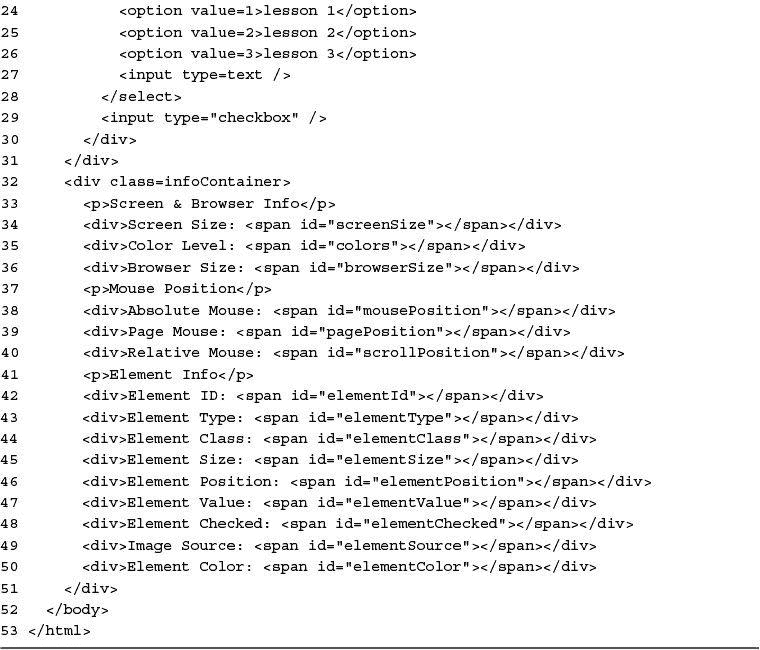 24           <option value=1>lesson 1</option>
25           <option value=2>lesson 2</option>
26           <option value=3>lesson 3</option>
27           <input type=text />
28         </select>
29         <input type="checkbox" />
30       </div>
31     </div>
32     <div class=infoContainer>
33       <p>Screen & Browser Info</p>
34       <div>Screen Size: <span id="screenSize"></span></div>
35       <div>Color Level: <span id="colors"></span></div>
36       <div>Browser Size: <span id="browserSize"></span></div>
37       <p>Mouse Position</p>
38       <div>Absolute Mouse: <span id="mousePosition"></span></div>
39       <div>Page Mouse: <span id="pagePosition"></span></div>
40       <div>Relative Mouse: <span id="scrollPosition"></span></div>
41       <p>Element Info</p>
42       <div>Element ID: <span id="elementId"></span></div>
43       <div>Element Type: <span id="elementType"></span></div>
44       <div>Element Class: <span id="elementClass"></span></div>
45       <div>Element Size: <span id="elementSize"></span></div>
46       <div>Element Position: <span id="elementPosition"></span></div>
47       <div>Element Value: <span id="elementValue"></span></div>
48       <div>Element Checked: <span id="elementChecked"></span></div>
49       <div>Image Source: <span id="elementSource"></span></div>
50       <div>Element Color: <span id="elementColor"></span></div>
51     </div>
52   </body>
53 </html>